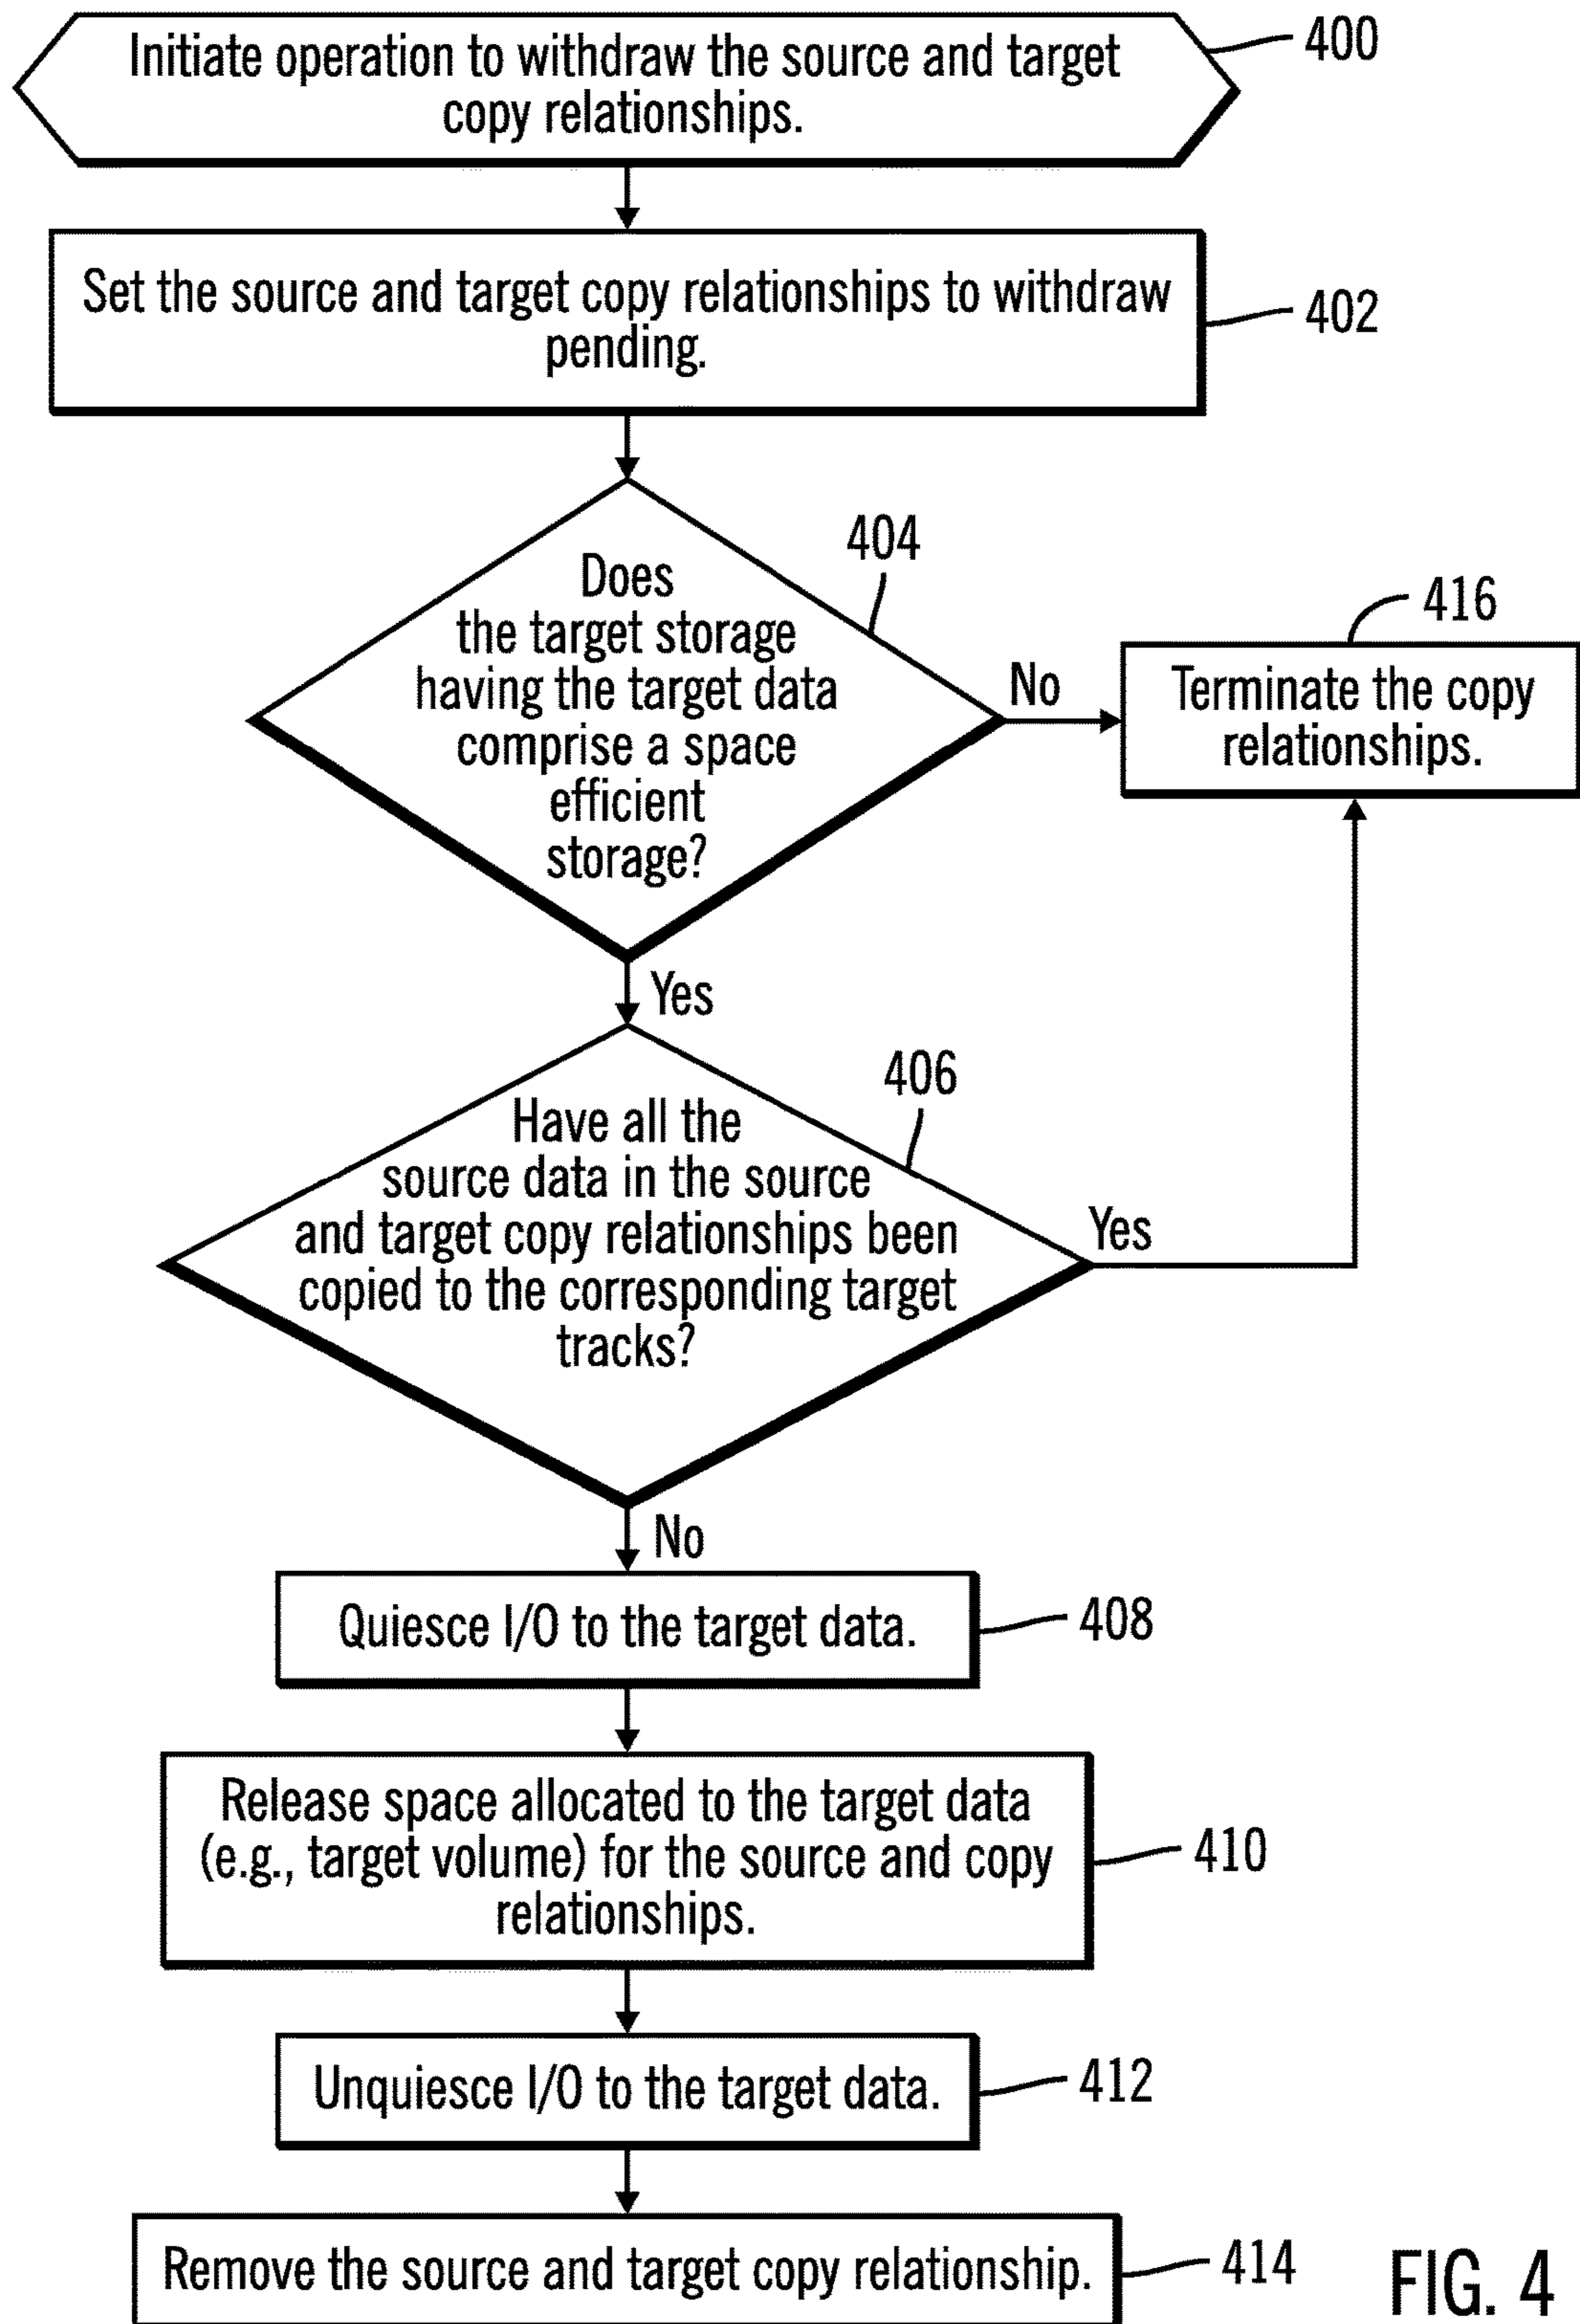 Initiate operation to withdraw the source and target
copy relationships.
400
Set the source and target copy relationships to withdraw
pending.
402
Does
the target storage
having the target data
comprise a space
efficient
storage?
404
No
416
Terminate the copy
relationships.
Yes
Have all the
source data in the source
and target copy relationships been
copied to the corresponding target
tracks?
406
Yes
No
Quiesce I/O to the target data.
408
Release space allocated to the target data
(e.g., target volume) for the source and copy
relationships.
410
Unquiesce I/O to the target data.
412
Remove the source and target copy relationship.
414
FIG. 4